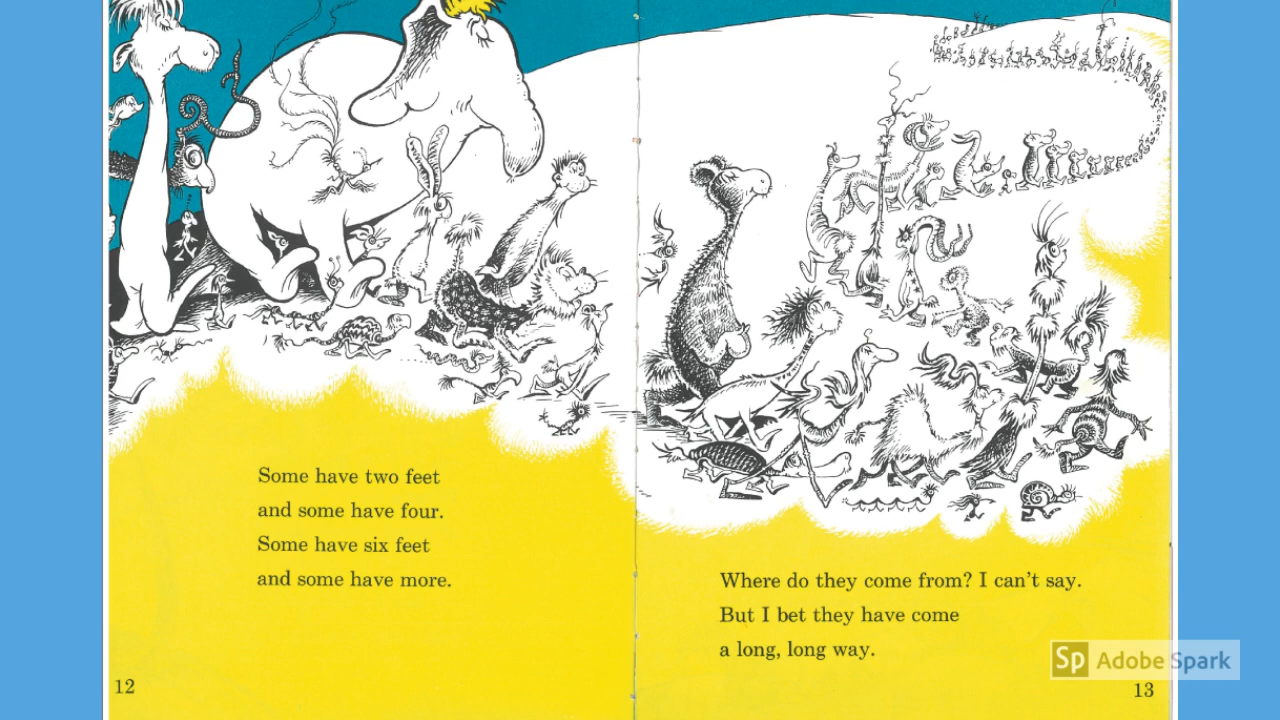 Some have two feet
and some have four.
Some have six feet
and some have more.
12
Where do they come from? I can't say.
But I bet they have come
a long, long way.
13
Sp Adobe Spark